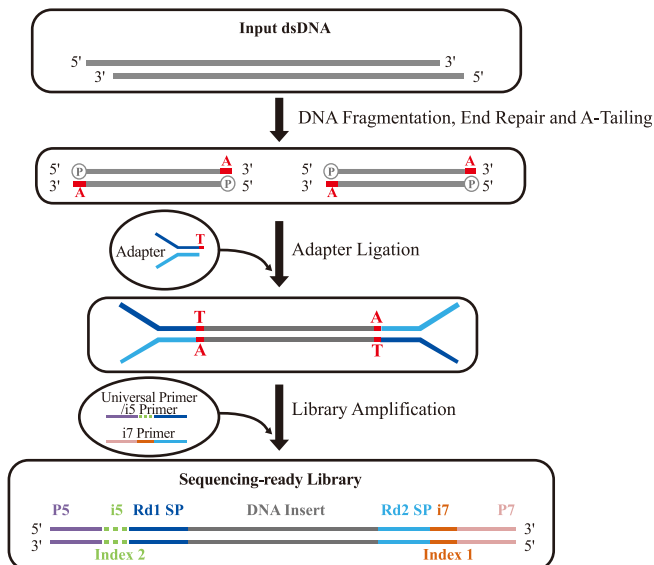 Input dsDNA
5' 3'
3' 5'
DNA Fragmentation, End Repair and A-Tailing
A A
5' P 3' 5' P 3'
3' P 5' 3' P 5'
A A
Adapter T
Adapter Ligation
T A
A T
Universal Primer
/i5 Primer
i7 Primer
Library Amplification
Sequencing-ready Library
P5 i5 Rd1 SP DNA Insert Rd2 SP i7 P7
5' 3'
3' 5'
Index 2 Index 1